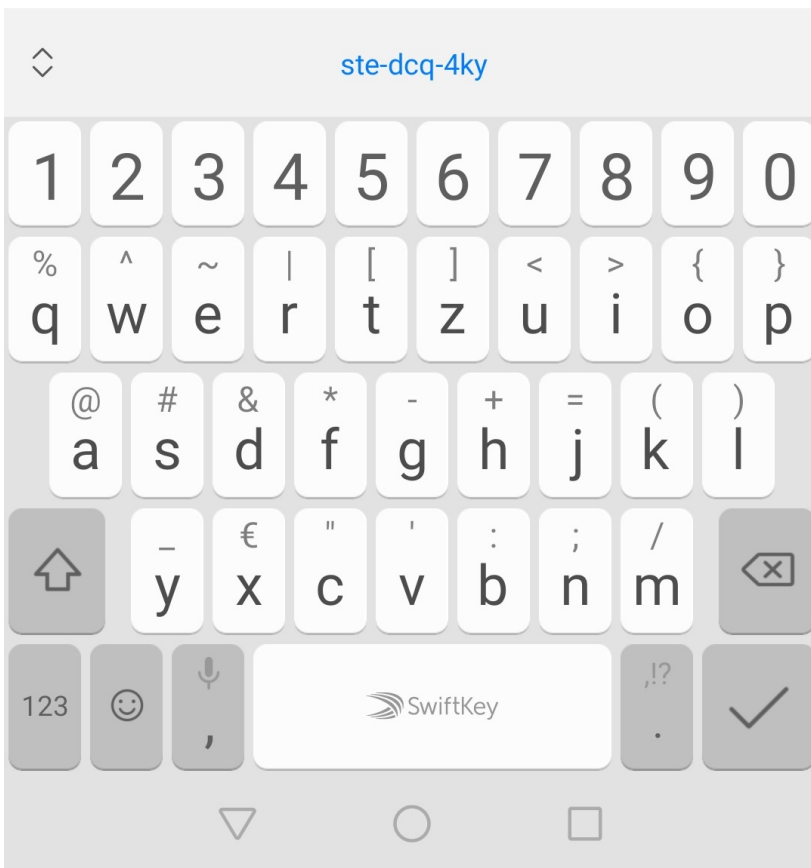 ste-dcq-4ky
1 2 3 4 5 6 7 8 9 0
% ^ ~ | [ ] < > { }
q w e r t z u i o p
@ # & * - + = ( )
a s d f g h j k l
_ € " ' : ; /
y x c v b n m
,!?
123 , SwiftKey .